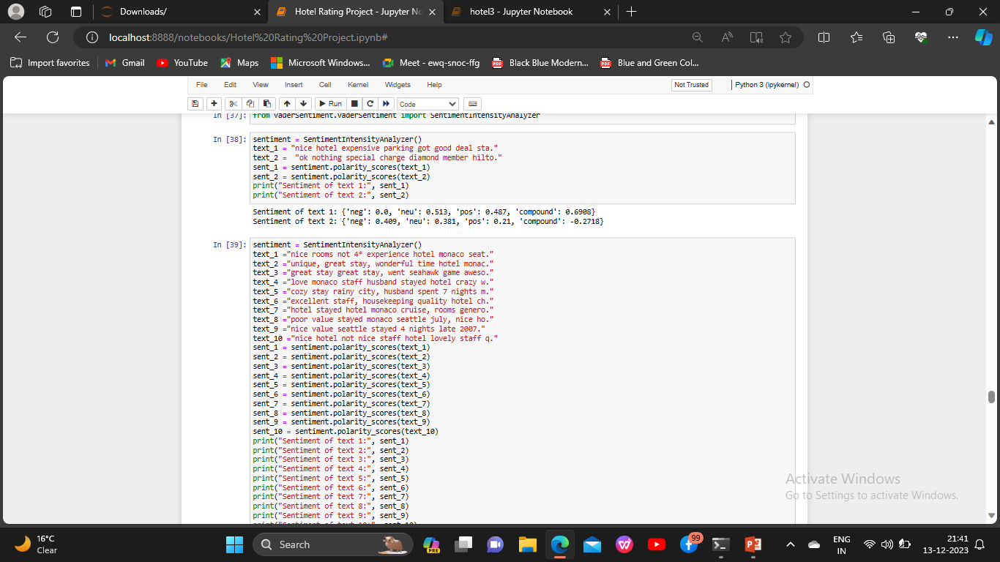 Downloads/
Hotel Rating Project - Jupyter No
hotel3 - Jupyter Notebook
localhost:8888/notebooks/Hotel%20Rating%20Project.ipynb#
Import favorites
Gmail
YouTube
Maps
Microsoft Windows...
Meet - ewq-snoc-ffg
Black Blue Modern...
Blue and Green Col...
File Edit View Insert Cell Kernel Widgets Help
Not Trusted
Python 3 (ipykernel)
Run
Code
In [37]: from vaderSentiment.vaderSentiment import SentimentIntensityAnalyzer
In [38]: sentiment = SentimentIntensityAnalyzer()
text_1 = "nice hotel expensive parking got good deal sta."
text_2 = "ok nothing special charge diamond member hilto."
sent_1 = sentiment.polarity_scores(text_1)
sent_2 = sentiment.polarity_scores(text_2)
print("Sentiment of text 1:", sent_1)
print("Sentiment of text 2:", sent_2)
Sentiment of text 1: {'neg': 0.0, 'neu': 0.513, 'pos': 0.487, 'compound': 0.6908}
Sentiment of text 2: {'neg': 0.409, 'neu': 0.381, 'pos': 0.21, 'compound': -0.2718}
In [39]: sentiment = SentimentIntensityAnalyzer()
text_1 ="nice rooms not 4* experience hotel monaco seat."
text_2 ="unique, great stay, wonderful time hotel monac."
text_3 ="great stay great stay, went seahawk game aweso."
text_4 ="love monaco staff husband stayed hotel crazy w."
text_5 ="cozy stay rainy city, husband spent 7 nights m."
text_6 ="excellent staff, housekeeping quality hotel ch."
text_7 ="hotel stayed hotel monaco cruise, rooms genero."
text_8 ="poor value stayed monaco seattle july, nice ho."
text_9 ="nice value seattle stayed 4 nights late 2007."
text_10 ="nice hotel not nice staff hotel lovely staff q."
sent_1 = sentiment.polarity_scores(text_1)
sent_2 = sentiment.polarity_scores(text_2)
sent_3 = sentiment.polarity_scores(text_3)
sent_4 = sentiment.polarity_scores(text_4)
sent_5 = sentiment.polarity_scores(text_5)
sent_6 = sentiment.polarity_scores(text_6)
sent_7 = sentiment.polarity_scores(text_7)
sent_8 = sentiment.polarity_scores(text_8)
sent_9 = sentiment.polarity_scores(text_9)
sent_10 = sentiment.polarity_scores(text_10)
print("Sentiment of text 1:", sent_1)
print("Sentiment of text 2:", sent_2)
print("Sentiment of text 3:", sent_3)
print("Sentiment of text 4:", sent_4)
print("Sentiment of text 5:", sent_5)
print("Sentiment of text 6:", sent_6)
print("Sentiment of text 7:", sent_7)
print("Sentiment of text 8:", sent_8)
print("Sentiment of text 9:", sent_9)
print("Sentiment of text 10:", sent_10)
Activate Windows
Go to Settings to activate Windows.
16°C
Clear
Search
PRE
99
ENG
IN
21:41
13-12-2023